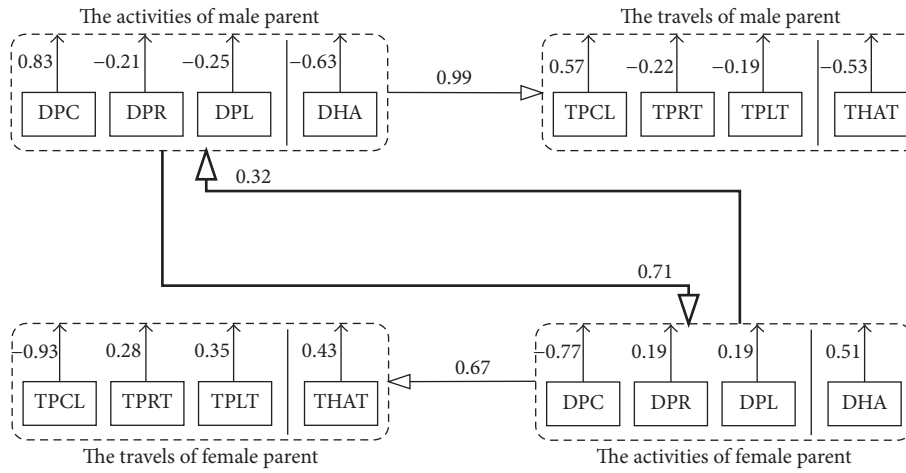 The activities of male parent
The travels of male parent
0.83
−0.21
−0.25
−0.63
0.57
−0.22
−0.19
−0.53
0.99
DPC
DPR
DPL
DHA
TPCL
TPRT
TPLT
THAT
0.32
0.71
−0.93
0.28
0.35
0.43
−0.77
0.19
0.19
0.51
0.67
TPCL
TPRT
TPLT
THAT
DPC
DPR
DPL
DHA
The travels of female parent
The activities of female parent